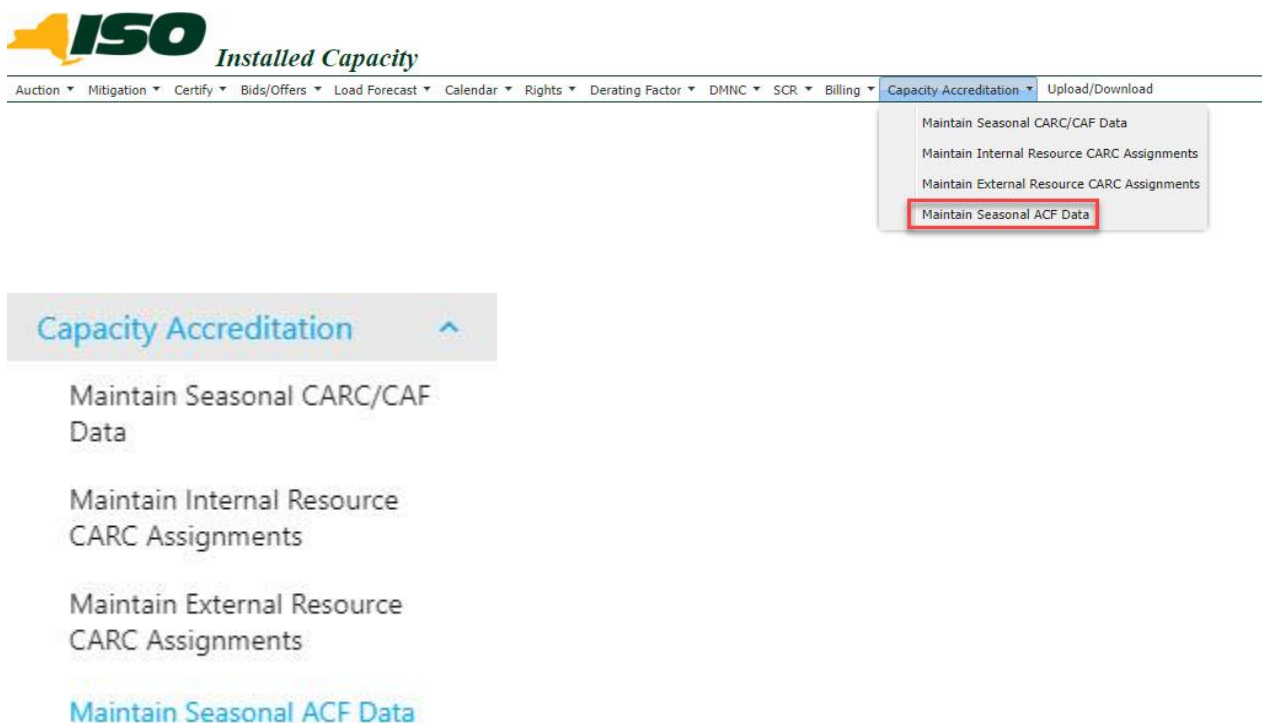 ISO
Installed Capacity
Auction Mitigation Certify Bids/Offers Load Forecast Calendar Rights Derating Factor DMNC SCR Billing Capacity Accreditation Upload/Download
Maintain Seasonal CARC/CAF Data
Maintain Internal Resource CARC Assignments
Maintain External Resource CARC Assignments
Maintain Seasonal ACF Data
Capacity Accreditation
Maintain Seasonal CARC/CAF
Data
Maintain Internal Resource
CARC Assignments
Maintain External Resource
CARC Assignments
Maintain Seasonal ACF Data